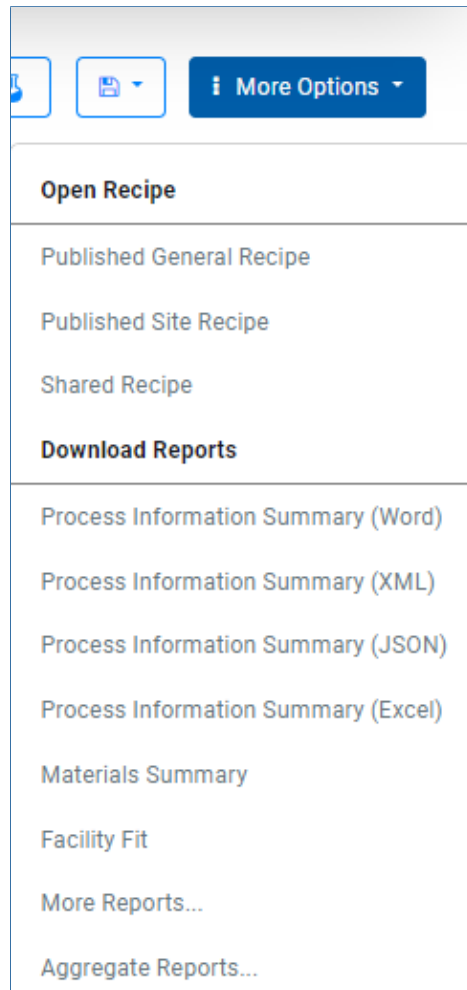 More Options
Open Recipe
Published General Recipe
Published Site Recipe
Shared Recipe
Download Reports
Process Information Summary (Word)
Process Information Summary (XML)
Process Information Summary (JSON)
Process Information Summary (Excel)
Materials Summary
Facility Fit
More Reports...
Aggregate Reports...